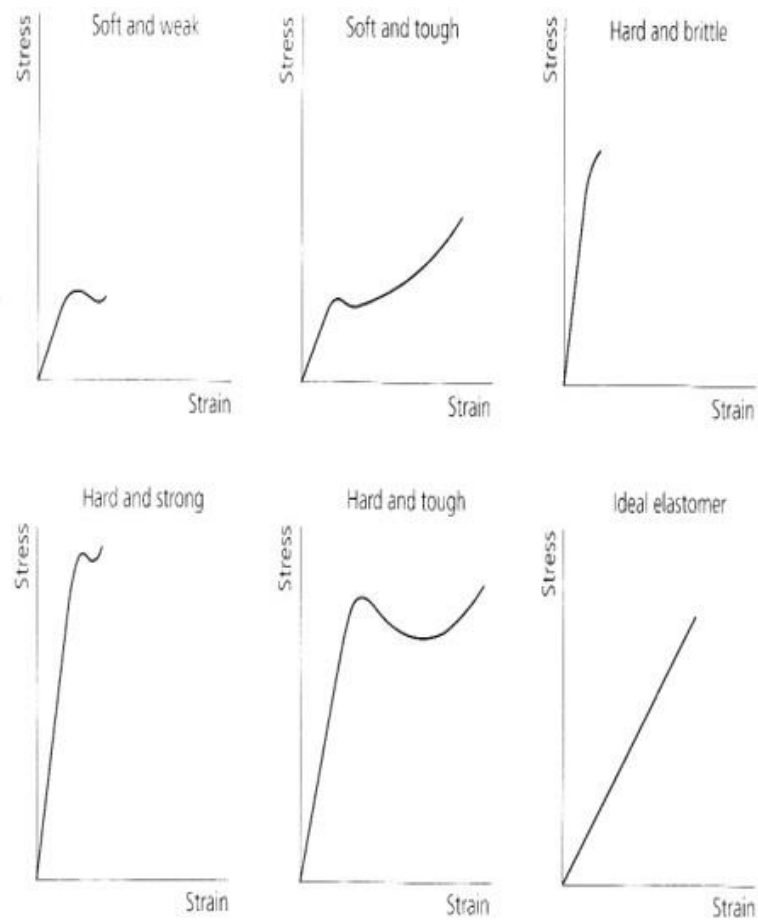 Soft and weak
Soft and tough
Hard and brittle
Stress
Stress
Stress
Strain
Strain
Strain
Hard and strong
Hard and tough
Ideal elastomer
Stress
Stress
Stress
Strain
Strain
Strain